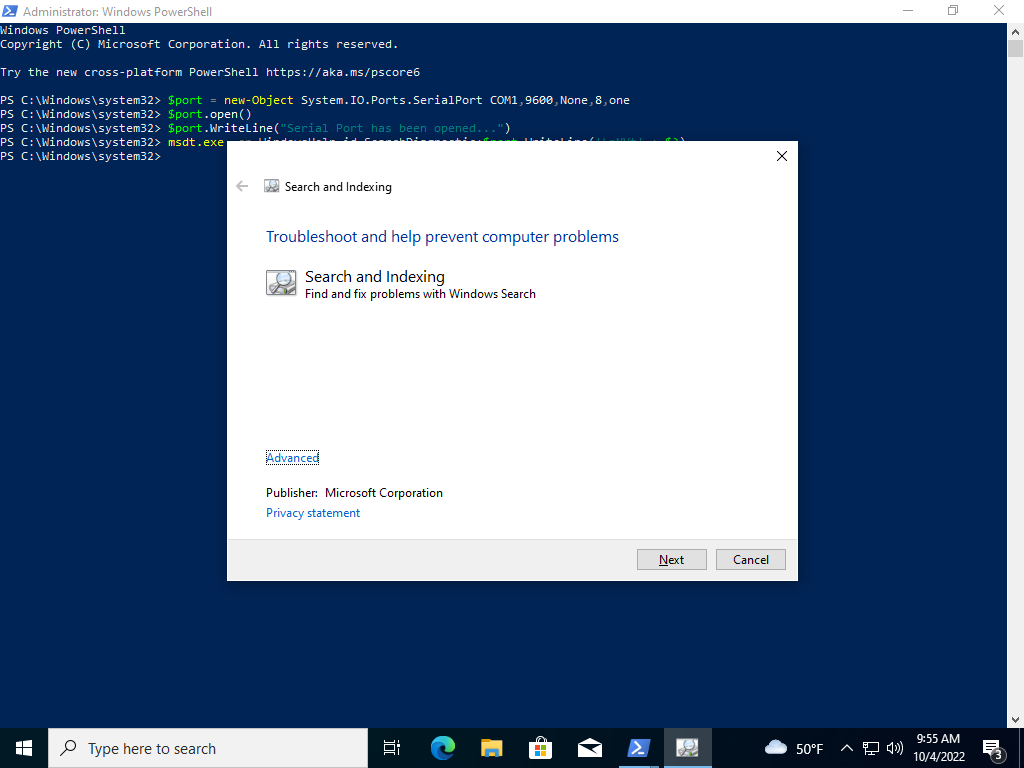 Administrator: Windows PowerShell
Windows PowerShell
Copyright (C) Microsoft Corporation. All rights reserved.
Try the new cross-platform PowerShell https://aka.ms/pscore6
PS C:\Windows\system32> $port = new-Object System.IO.Ports.SerialPort COM1,9600,None,8,one
PS C:\Windows\system32> $port.open()
PS C:\Windows\system32> $port.WriteLine("Serial Port has been opened...")
PS C:\Windows\system32> msdt.exe
PS C:\Windows\system32>
Search and Indexing
Troubleshoot and help prevent computer problems
Search and Indexing
Find and fix problems with Windows Search
Advanced
Publisher: Microsoft Corporation
Privacy statement
Next
Cancel
Type here to search
50°F
9:55 AM
10/4/2022
3